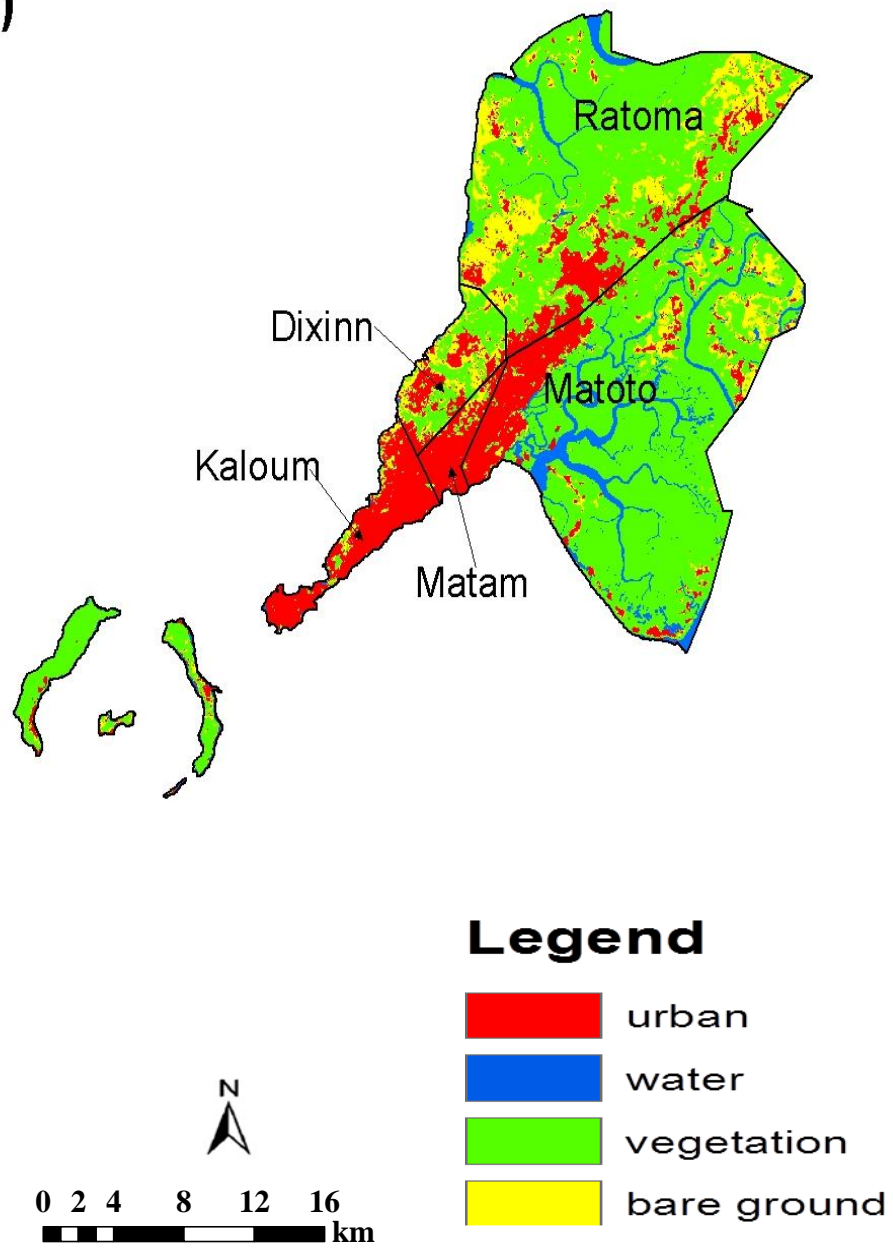 )
Ratoma
Dixinn
Matoto
Kaloum
Matam
Legend
urban
water
vegetation
bare ground
N
0 2 4 8 12 16
km